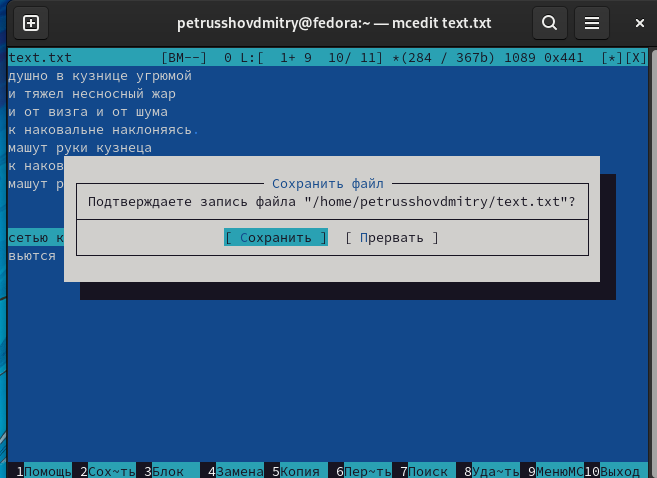 petrusshovdmitry@fedora:~ — mcedit text.txt
text.txt [BM--] 0 L:[ 1+ 9 10/ 11] *(284 / 367b) 1089 0x441 [*][X]
душно в кузнице угрюмой
и тяжел несносный жар
и от визга и от шума
к наковальне наклоняясь.
машут руки кузнеца
к наков
машут р
Сохранить файл
Подтверждаете запись файла "/home/petrusshovdmitry/text.txt"?
[ Сохранить ] [ Прервать ]
сетью к
вьются
1Помощь 2Сох~ть 3Блок 4Замена 5Копия 6Пер~ть 7Поиск 8Уда~ть 9МенюMC 10Выход